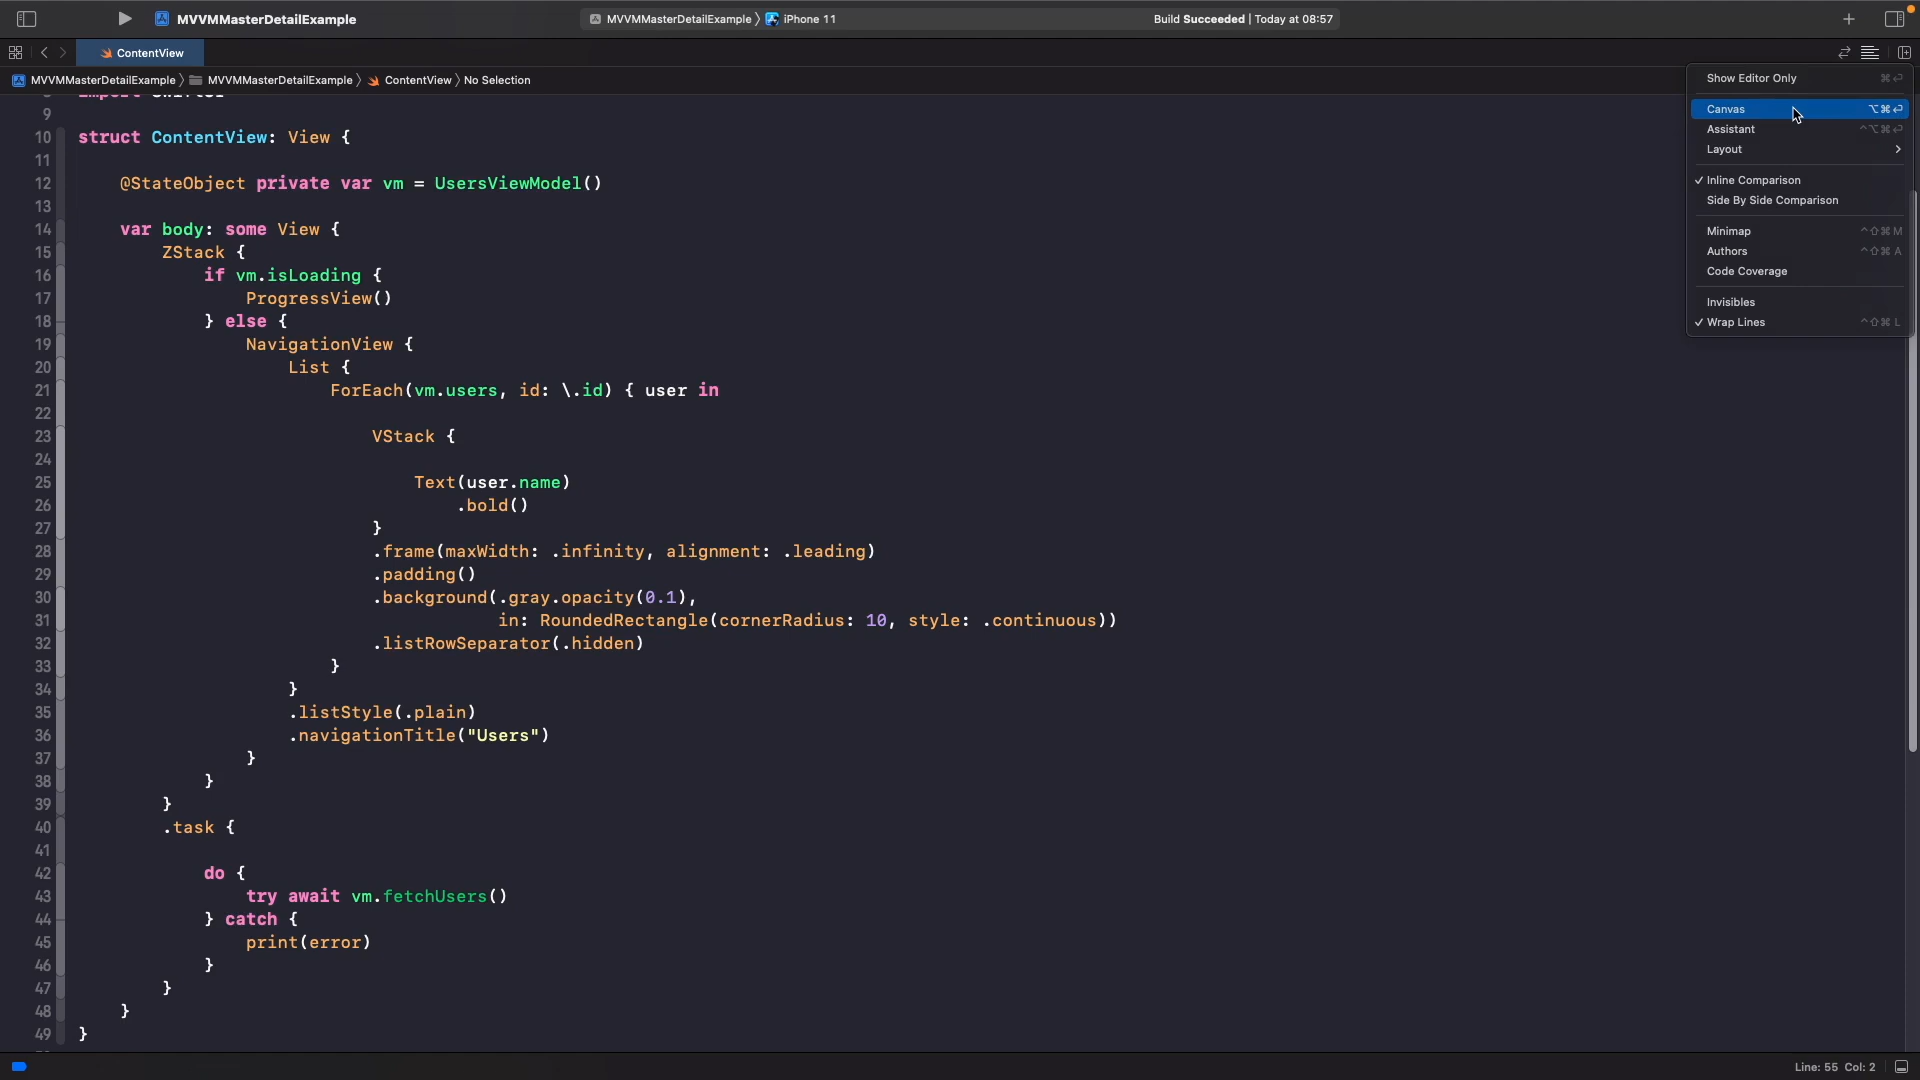 MVVMMasterDetailExample
MVVMMasterDetailExample 〉 iPhone 11
Build Succeeded | Today at 08:57
ContentView
MVVMMasterDetailExample 〉 MVVMMasterDetailExample 〉 ContentView 〉 No Selection
9
10 struct ContentView: View {
11
12 @StateObject private var vm = UsersViewModel()
13
14 var body: some View {
15 ZStack {
16 if vm.isLoading {
17 ProgressView()
18 } else {
19 NavigationView {
20 List {
21 ForEach(vm.users, id: \.id) { user in
22
23 VStack {
24
25 Text(user.name)
26 .bold()
27 }
28 .frame(maxWidth: .infinity, alignment: .leading)
29 .padding()
30 .background(.gray.opacity(0.1),
31 in: RoundedRectangle(cornerRadius: 10, style: .continuous))
32 .listRowSeparator(.hidden)
33 }
34 }
35 .listStyle(.plain)
36 .navigationTitle("Users")
37 }
38 }
39 }
40 .task {
41
42 do {
43 try await vm.fetchUsers()
44 } catch {
45 print(error)
46 }
47 }
48 }
49 }
Show Editor Only ⌘⏎
Canvas ⌥⌘⏎
Assistant ^⌥⌘⏎
Layout >
✓ Inline Comparison
Side By Side Comparison
Minimap ^⇧⌘ M
Authors ^⇧⌘ A
Code Coverage
Invisibles
✓ Wrap Lines ^⇧⌘ L
Line: 55 Col: 2